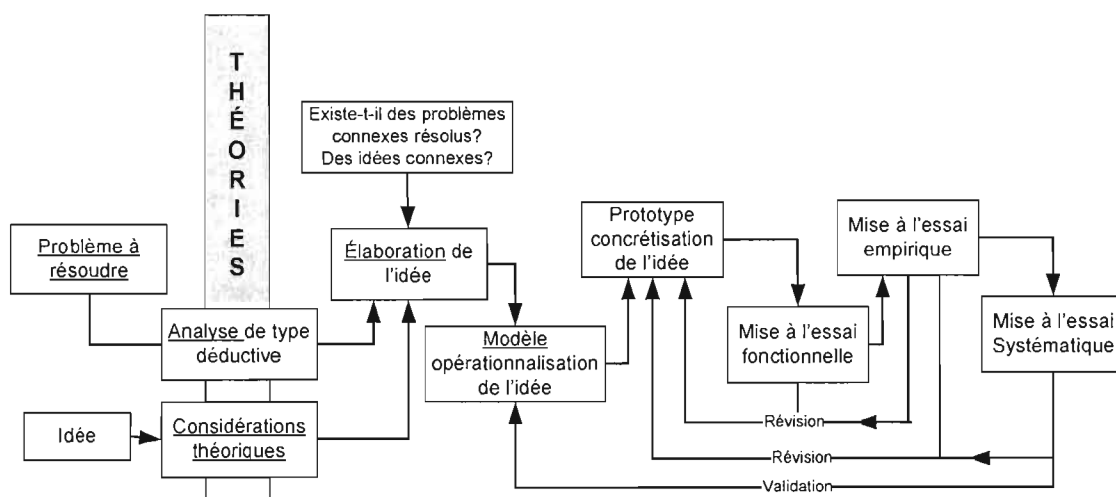 THÉORIES
Existe-t-il des problèmes
connexes résolus?
Des idées connexes?
Problème à
résoudre
Élaboration de
l'idée
Prototype
concrétisation
de l'idée
Mise à l'essai
empirique
Analyse de type
déductive
Modèle
opérationnalisation
de l'idée
Mise à l'essai
fonctionnelle
Mise à l'essai
Systématique
Idée
Considérations
théoriques
Révision
Révision
Validation